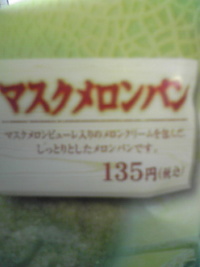 マスクメロンパン
マスクメロンピューレ入りのメロンクリームを包んだ、
しっとりとしたメロンパンです。
135円(税込)